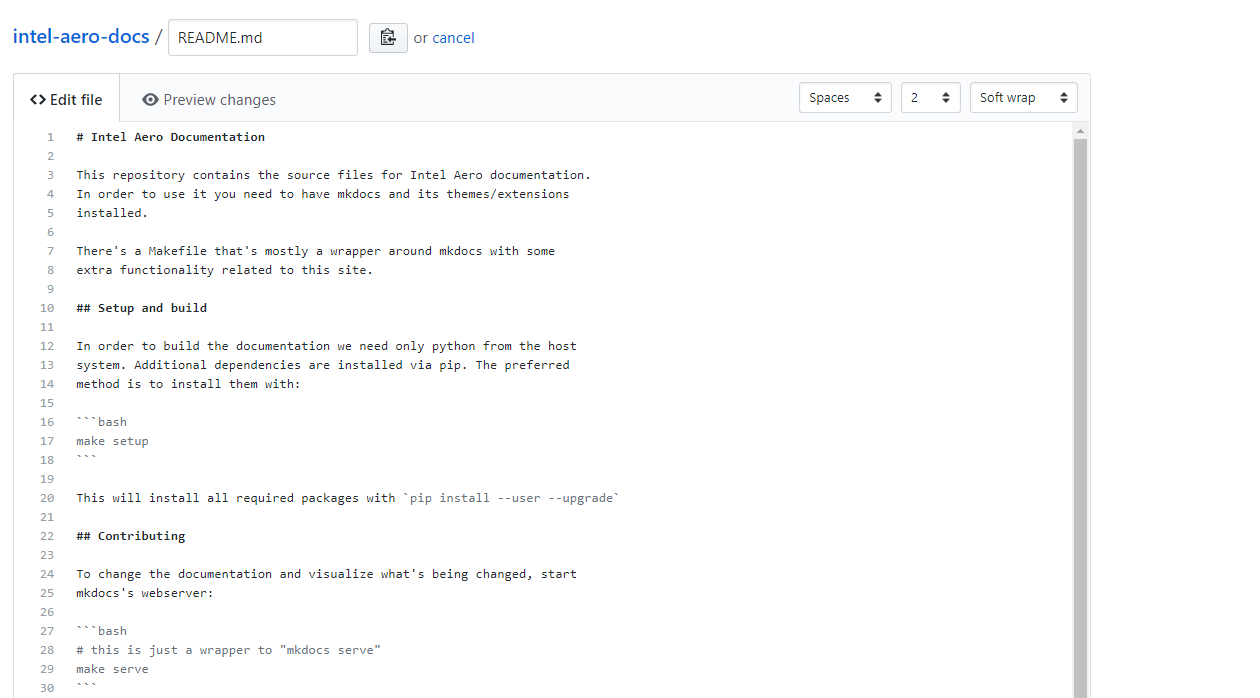 intel-aero-docs / README.md or cancel
Edit file Preview changes Spaces 2 Soft wrap
1 # Intel Aero Documentation
2
3 This repository contains the source files for Intel Aero documentation.
4 In order to use it you need to have mkdocs and its themes/extensions
5 installed.
6
7 There's a Makefile that's mostly a wrapper around mkdocs with some
8 extra functionality related to this site.
9
10 ## Setup and build
11
12 In order to build the documentation we need only python from the host
13 system. Additional dependencies are installed via pip. The preferred
14 method is to install them with:
15
16 ```bash
17 make setup
18 ```
19
20 This will install all required packages with `pip install --user --upgrade`
21
22 ## Contributing
23
24 To change the documentation and visualize what's being changed, start
25 mkdocs's webserver:
26
27 ```bash
28 # this is just a wrapper to "mkdocs serve"
29 make serve
30 ```